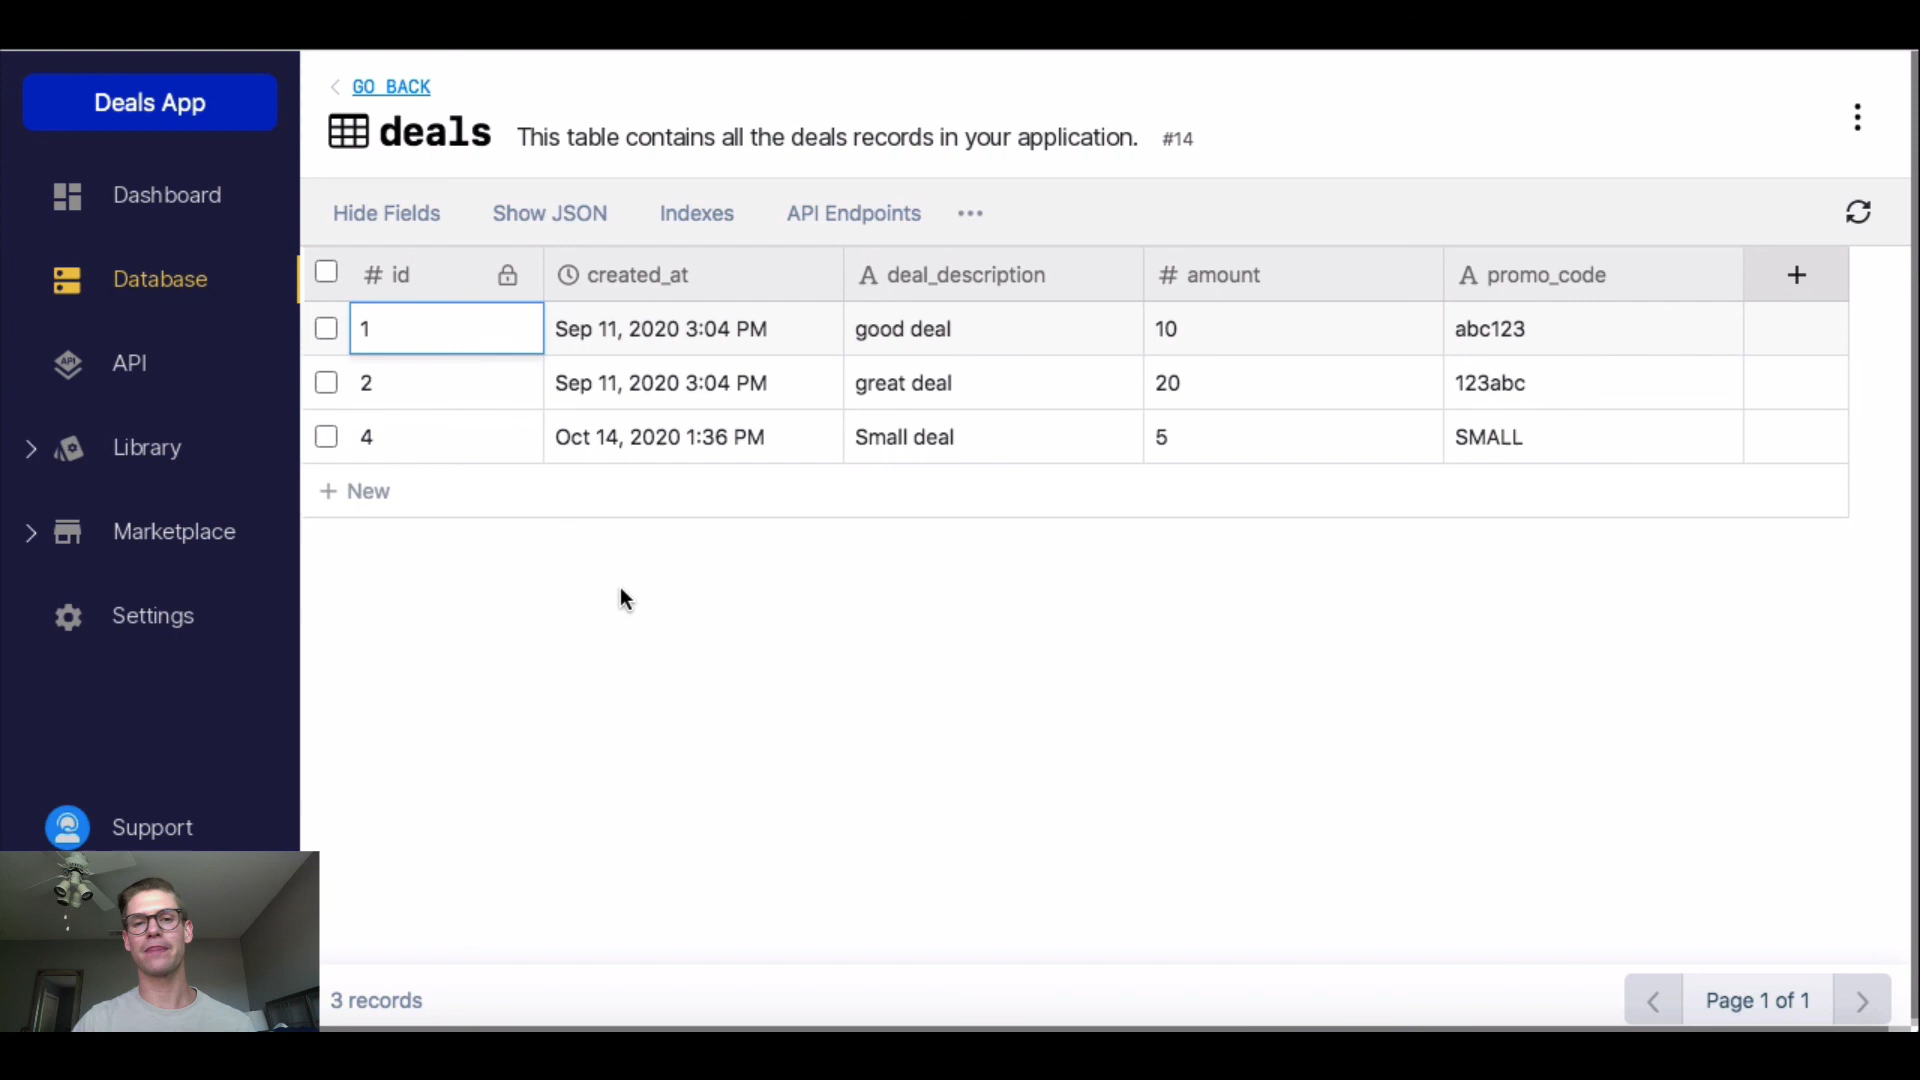 Deals App
Dashboard
Database
API
Library
Marketplace
Settings
Support
GO BACK
deals This table contains all the deals records in your application. #14
Hide Fields Show JSON Indexes API Endpoints
id created_at deal_description amount promo_code
1 Sep 11, 2020 3:04 PM good deal 10 abc123
2 Sep 11, 2020 3:04 PM great deal 20 123abc
4 Oct 14, 2020 1:36 PM Small deal 5 SMALL
+ New
3 records
Page 1 of 1